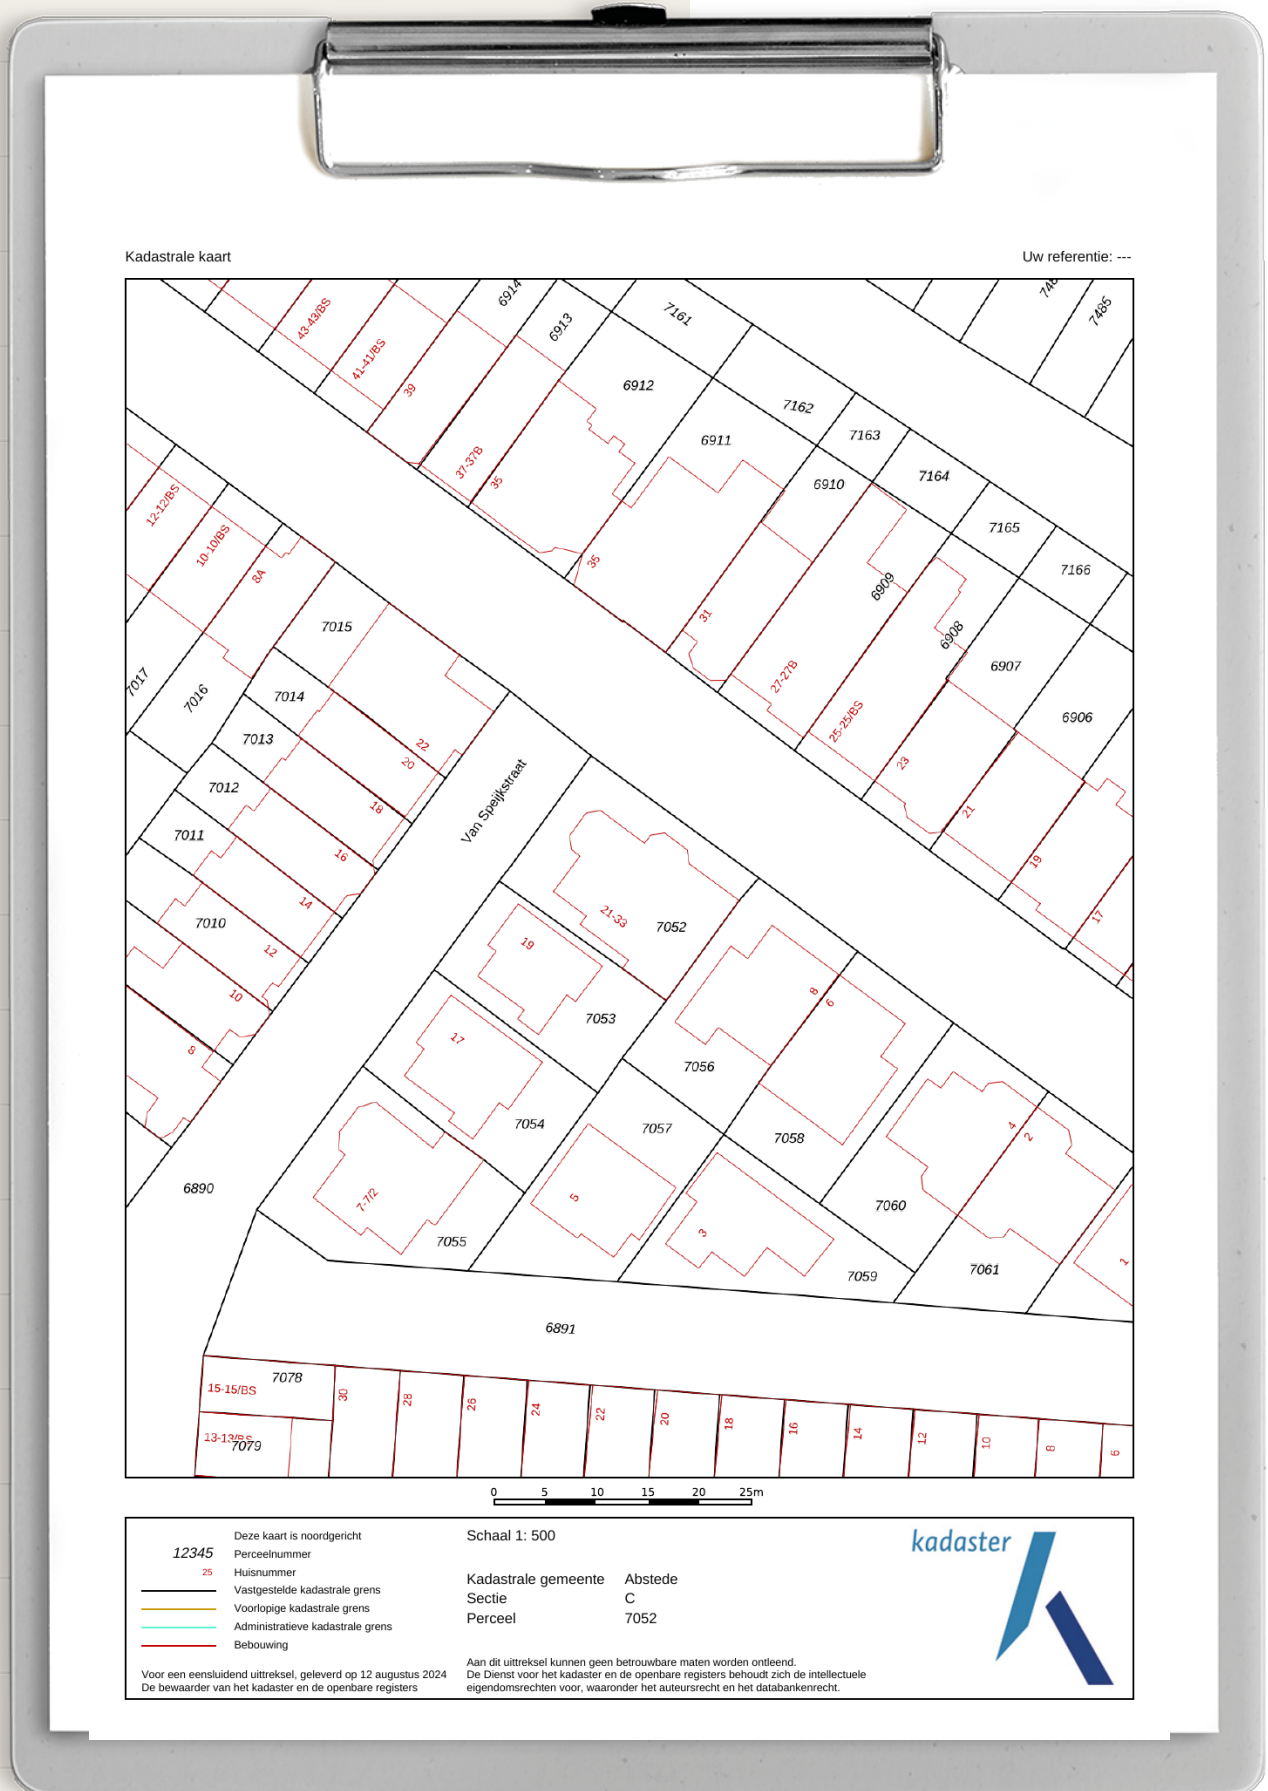 Kadastrale kaart
Uw referentie: ---
6914
7485
43-43/BS
6913
7161
41-41/BS
39
6912
7162
7163
6911
37-37B
35
7164
6910
12-12/BS
7165
10-10/BS
35
7166
8A
6909
31
7015
6908
6907
27-27B
7017
7016
7014
6906
25-25/BS
7013
22
20
23
7012
18
Van Speijkstraat
21
7011
16
19
14
21-33
17
7010
7052
12
19
10
8
6
7053
17
8
7056
7054
7057
7058
4
2
6890
7-7/2
5
7060
3
7055
7059
7061
1
6891
7078
15-15/BS
30
28
26
24
22
20
18
16
14
12
10
8
6
13-13/BS
7079
0 5 10 15 20 25m
Deze kaart is noordgericht
12345 Perceelnummer
25 Huisnummer
Vastgestelde kadastrale grens
Voorlopige kadastrale grens
Administratieve kadastrale grens
Bebouwing
Voor een eensluidend uittreksel, geleverd op 12 augustus 2024
De bewaarder van het kadaster en de openbare registers
Schaal 1: 500
Kadastrale gemeente Abstede
Sectie C
Perceel 7052
Aan dit uittreksel kunnen geen betrouwbare maten worden ontleend.
De Dienst voor het kadaster en de openbare registers behoudt zich de intellectuele
eigendomsrechten voor, waaronder het auteursrecht en het databankenrecht.
kadaster